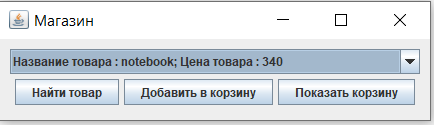 Магазин
Название товара : notebook; Цена товара : 340
Найти товар Добавить в корзину Показать корзину